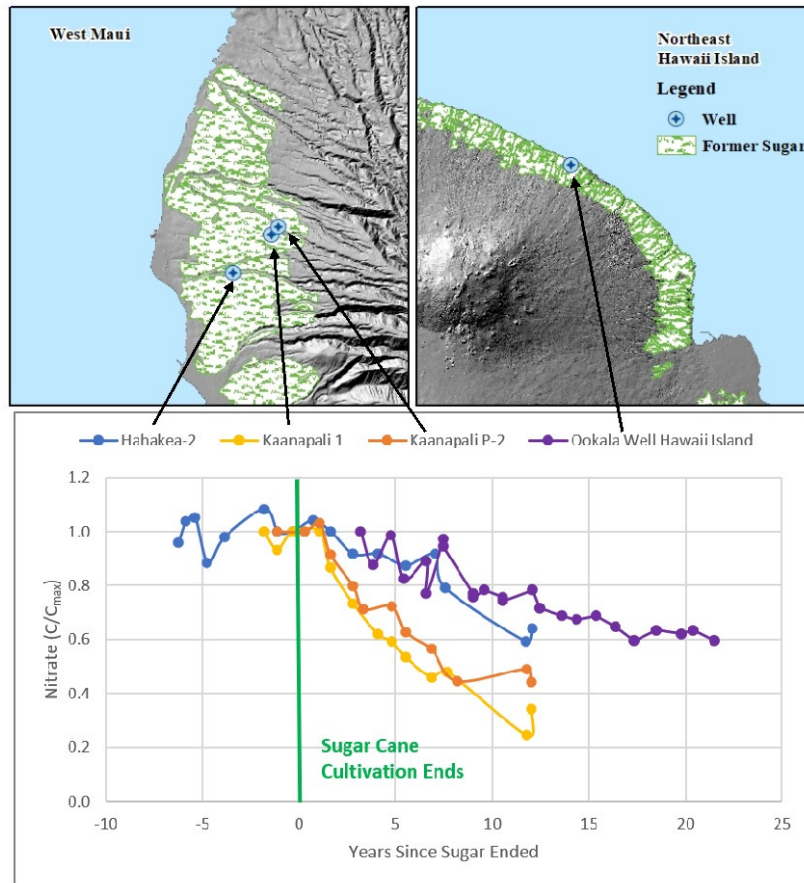 West Maui
Northeast
Hawaii Island
Legend
Well
Former Sugar
Hahakea-2
Kaanapali 1
Kaanapali P-2
Ookala Well Hawaii Island
Nitrate (C/Cmax)
1.2
1.0
0.8
0.6
0.4
0.2
0.0
Sugar Cane
Cultivation Ends
-10
-5
0
5
10
15
20
25
Years Since Sugar Ended